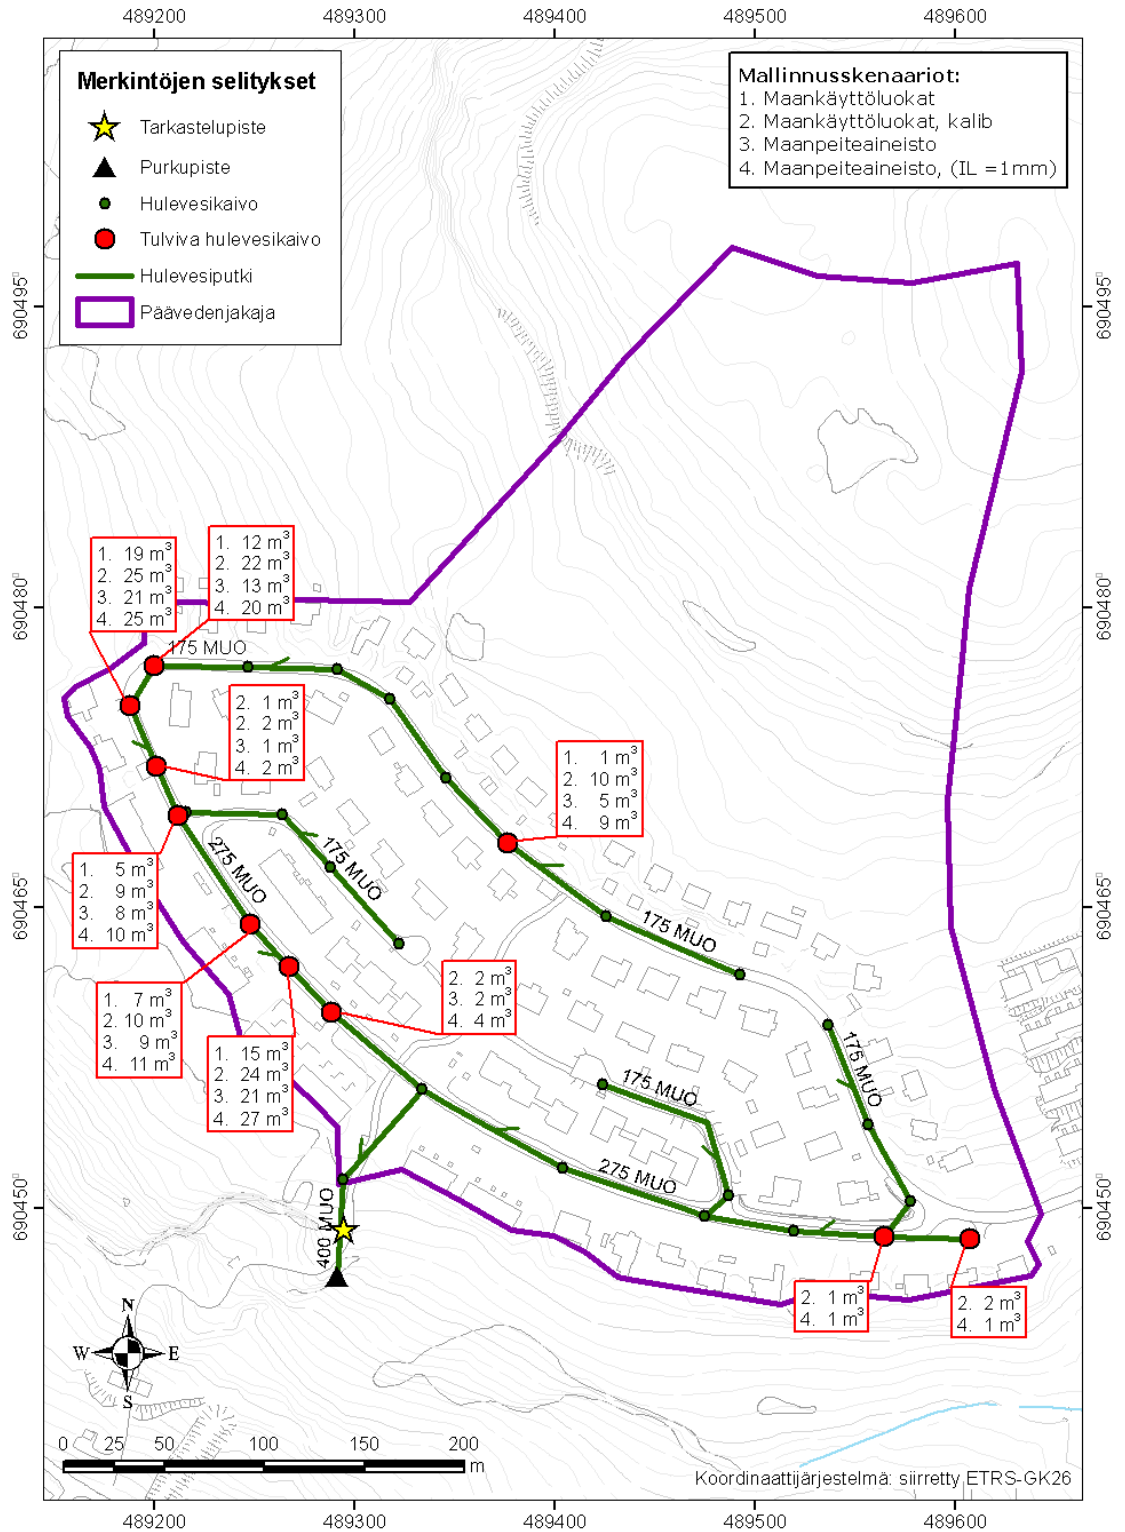 489200 489300 489400 489500 489600
Merkintöjen selitykset
Tarkastelupiste
Purkupiste
Hulevesikaivo
Tulviva hulevesikaivo
Hulevesiputki
Päävedenjakaja
Mallinnusskenaariot:
1. Maankäyttöluokat
2. Maankäyttöluokat, kalib
3. Maanpeiteaineisto
4. Maanpeiteaineisto, (IL =1mm)
690495
690495
690480
690480
690465
690465
690450
690450
1. 19 m³
2. 25 m³
3. 21 m³
4. 25 m³
1. 12 m³
2. 22 m³
3. 13 m³
4. 20 m³
175 MUO
2. 1 m³
2. 2 m³
3. 1 m³
4. 2 m³
1. 1 m³
2. 10 m³
3. 5 m³
4. 9 m³
275 MUO
175 MUO
1. 5 m³
2. 9 m³
3. 8 m³
4. 10 m³
175 MUO
1. 7 m³
2. 10 m³
3. 9 m³
4. 11 m³
2. 2 m³
3. 2 m³
4. 4 m³
1. 15 m³
2. 24 m³
3. 21 m³
4. 27 m³
175 MUO
175 MUO
275 MUO
400 MUO
2. 1 m³
4. 1 m³
2. 2 m³
4. 1 m³
N
W E
S
0 25 50 100 150 200
m
Koordinaattijärjestelmä: siirretty ETRS-GK26
489200 489300 489400 489500 489600